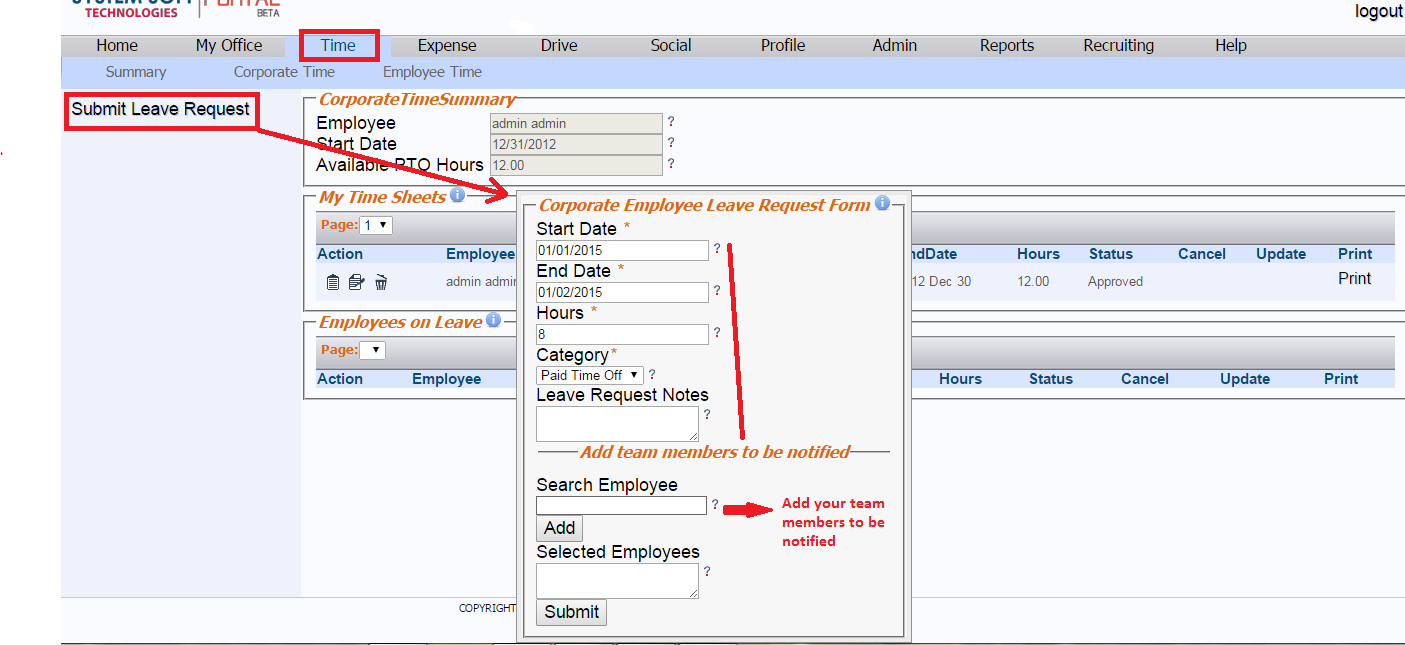 SYSTEM SOFT PORTAL
TECHNOLOGIES BETA
logout
Home My Office Time Expense Drive Social Profile Admin Reports Recruiting Help
Summary Corporate Time Employee Time
Submit Leave Request
CorporateTimeSummary
Employee admin admin ?
Start Date 12/31/2012 ?
Available PTO Hours 12.00 ?
My Time Sheets i
Page: 1
Action Employee ndDate Hours Status Cancel Update Print
admin admin 12 Dec 30 12.00 Approved Print
Employees on Leave i
Page:
Action Employee Hours Status Cancel Update Print
Corporate Employee Leave Request Form i
Start Date *
01/01/2015 ?
End Date *
01/02/2015 ?
Hours *
8 ?
Category*
Paid Time Off ?
Leave Request Notes
?
Add team members to be notified
Search Employee
?
Add your team
members to be
notified
Add
Selected Employees
?
Submit
COPYRIGHT